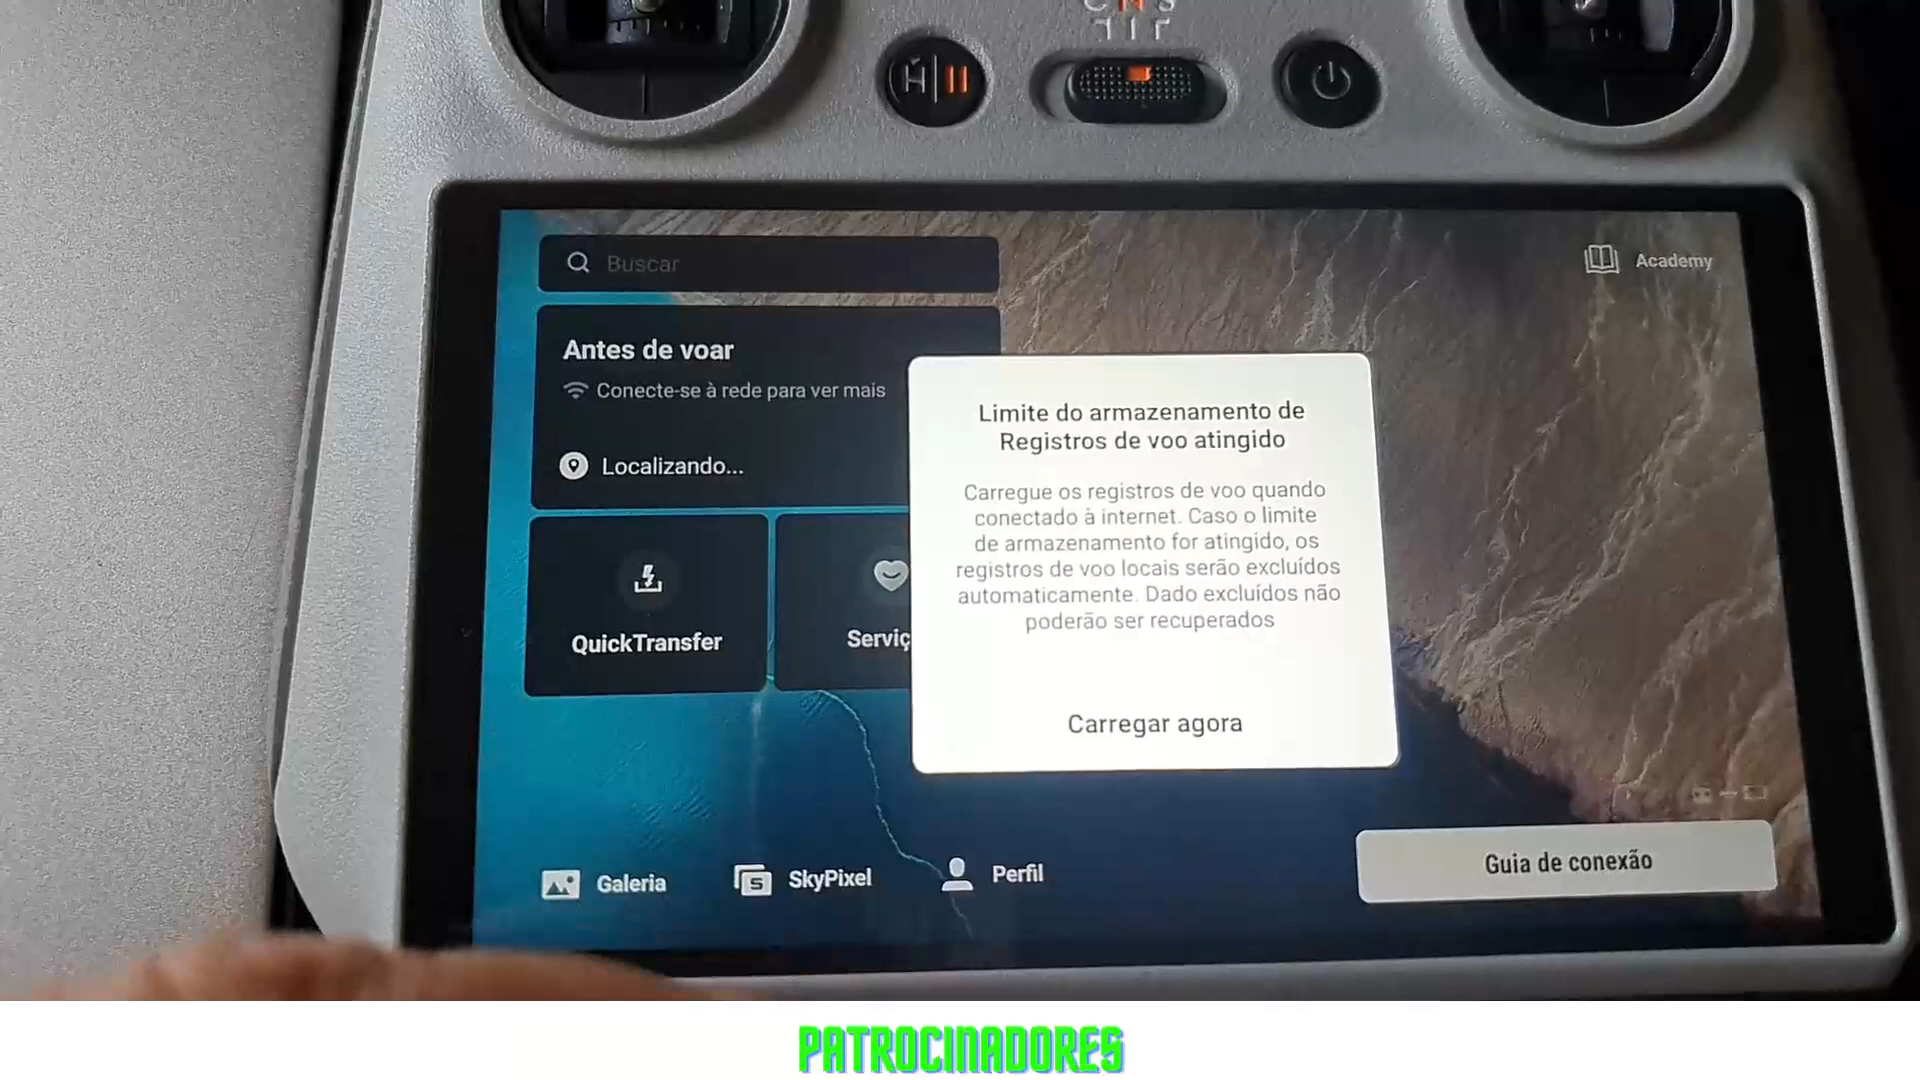 C N S
H
Buscar
Academy
Antes de voar
Conecte-se à rede para ver mais
Localizando...
QuickTransfer
Serviç
Limite do armazenamento de
Registros de voo atingido
Carregue os registros de voo quando
conectado à internet. Caso o limite
de armazenamento for atingido, os
registros de voo locais serão excluídos
automaticamente. Dado excluídos não
poderão ser recuperados
Carregar agora
Galeria
SkyPixel
Perfil
Guia de conexão
PATROCINADORES